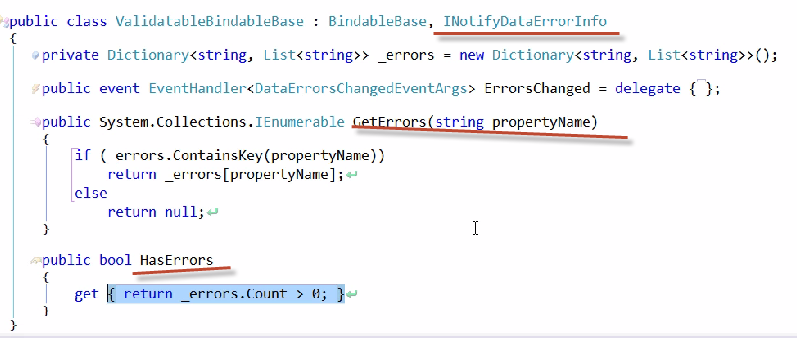 public class ValidatableBindableBase : BindableBase, INotifyDataErrorInfo
{
private Dictionary<string, List<string>> _errors = new Dictionary<string, List<string>>();
public event EventHandler<DataErrorsChangedEventArgs> ErrorsChanged = delegate { };
public System.Collections.IEnumerable GetErrors(string propertyName)
{
if ( errors.ContainsKey(propertyName))
return _errors[propertyName];
else
return null;
}
public bool HasErrors
{
get { return _errors.Count > 0; }
}
}